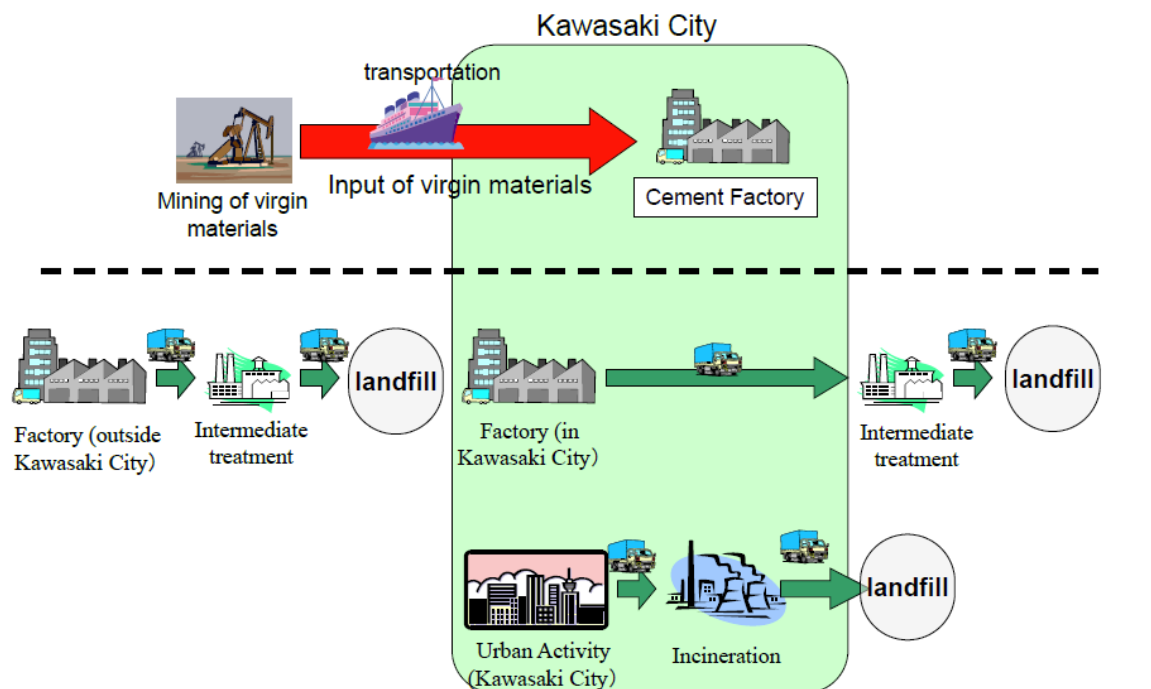 Kawasaki City
transportation
Input of virgin materials
Mining of virgin
materials
Cement Factory
Factory (outside
Kawasaki City）
Intermediate
treatment
landfill
Factory (in
Kawasaki City）
Intermediate
treatment
landfill
Urban Activity
(Kawasaki City）
Incineration
landfill